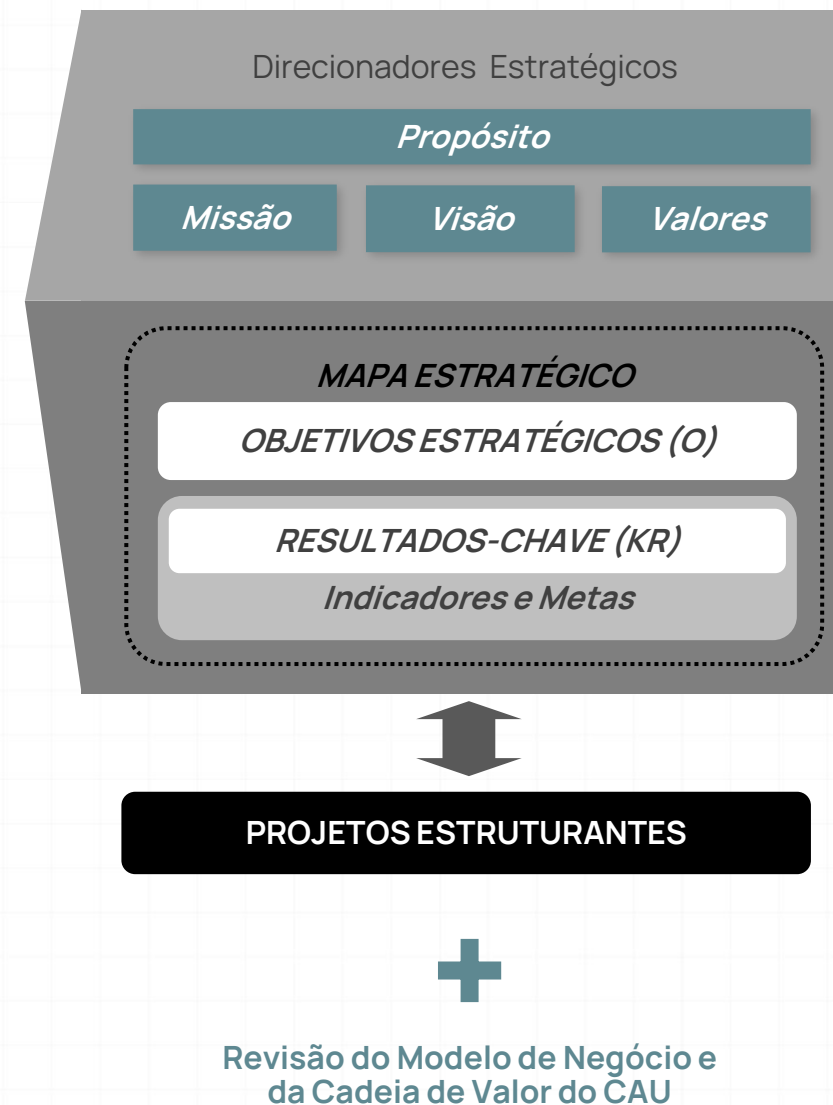 Direcionadores Estratégicos
Propósito
Missão
Visão
Valores
MAPA ESTRATÉGICO
OBJETIVOS ESTRATÉGICOS (O)
RESULTADOS-CHAVE (KR)
Indicadores e Metas
PROJETOS ESTRUTURANTES
Revisão do Modelo de Negócio e
da Cadeia de Valor do CAU